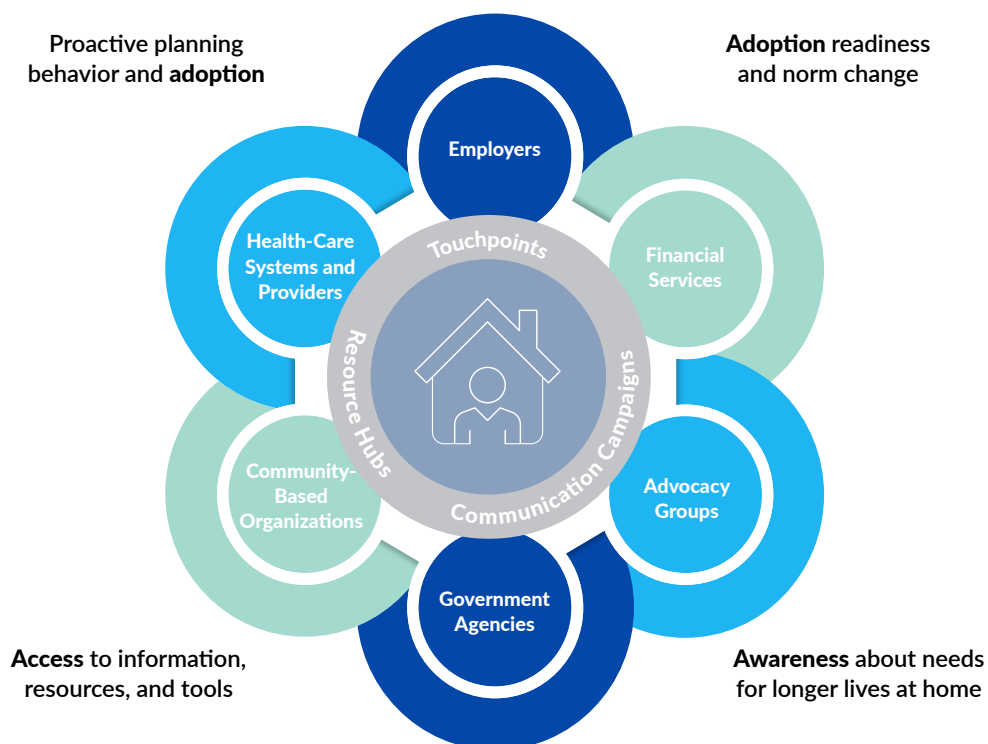 Proactive planning
behavior and adoption
Adoption readiness
and norm change
Employers
Health-Care
Systems and
Providers
Financial
Services
Touchpoints
Resource Hubs
Communication Campaigns
Community-
Based
Organizations
Advocacy
Groups
Government
Agencies
Access to information,
resources, and tools
Awareness about needs
for longer lives at home